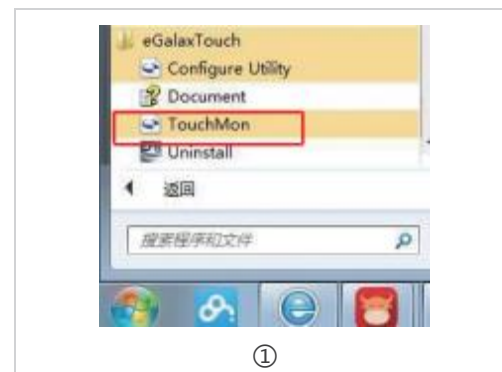 eGalaxTouch
Configure Utility
Document
TouchMon
Uninstall
返回
搜索程序和文件
①